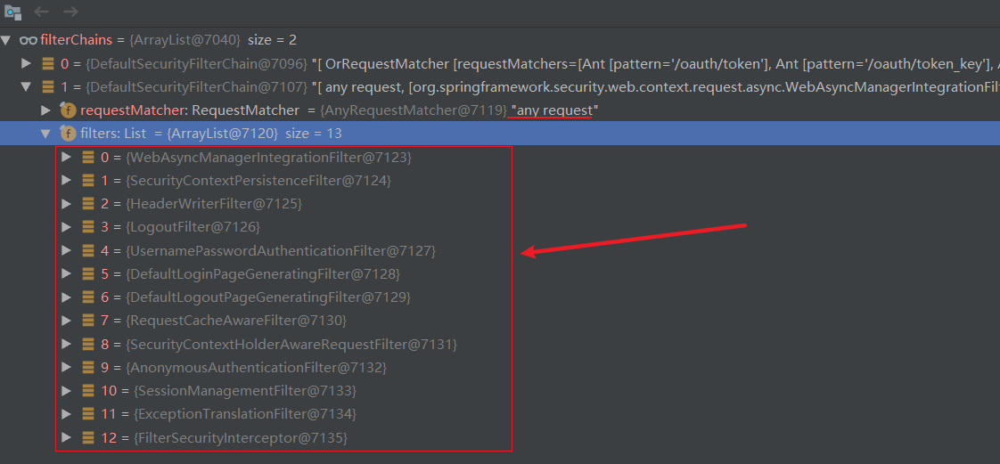 filterChains = {ArrayList@7040} size = 2
0 = {DefaultSecurityFilterChain@7096} "[ OrRequestMatcher [requestMatchers=[Ant [pattern='/oauth/token'], Ant [pattern='/oauth/token_key'], A
1 = {DefaultSecurityFilterChain@7107} "[ any request, [org.springframework.security.web.context.request.async.WebAsyncManagerIntegrationFil
f requestMatcher: RequestMatcher = {AnyRequestMatcher@7119} "any request"
f filters: List = {ArrayList@7120} size = 13
0 = {WebAsyncManagerIntegrationFilter@7123}
1 = {SecurityContextPersistenceFilter@7124}
2 = {HeaderWriterFilter@7125}
3 = {LogoutFilter@7126}
4 = {UsernamePasswordAuthenticationFilter@7127}
5 = {DefaultLoginPageGeneratingFilter@7128}
6 = {DefaultLogoutPageGeneratingFilter@7129}
7 = {RequestCacheAwareFilter@7130}
8 = {SecurityContextHolderAwareRequestFilter@7131}
9 = {AnonymousAuthenticationFilter@7132}
10 = {SessionManagementFilter@7133}
11 = {ExceptionTranslationFilter@7134}
12 = {FilterSecurityInterceptor@7135}